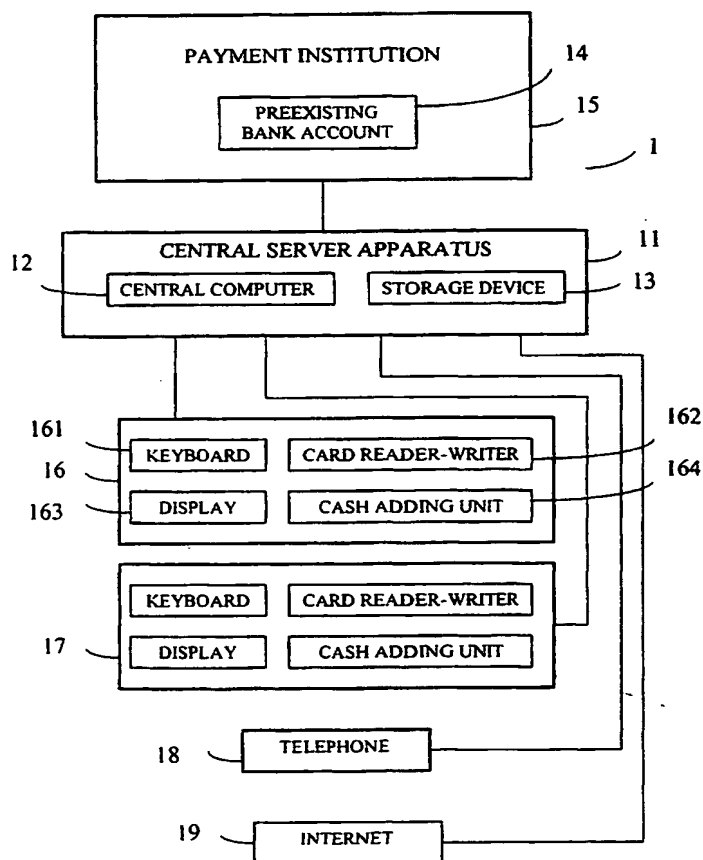 PAYMENT INSTITUTION
14
PREEXISTING
BANK ACCOUNT
15
1
CENTRAL SERVER APPARATUS
11
12
CENTRAL COMPUTER
STORAGE DEVICE
13
161
KEYBOARD
CARD READER-WRITER
162
16
163
DISPLAY
CASH ADDING UNIT
164
KEYBOARD
CARD READER-WRITER
17
DISPLAY
CASH ADDING UNIT
18
TELEPHONE
19
INTERNET